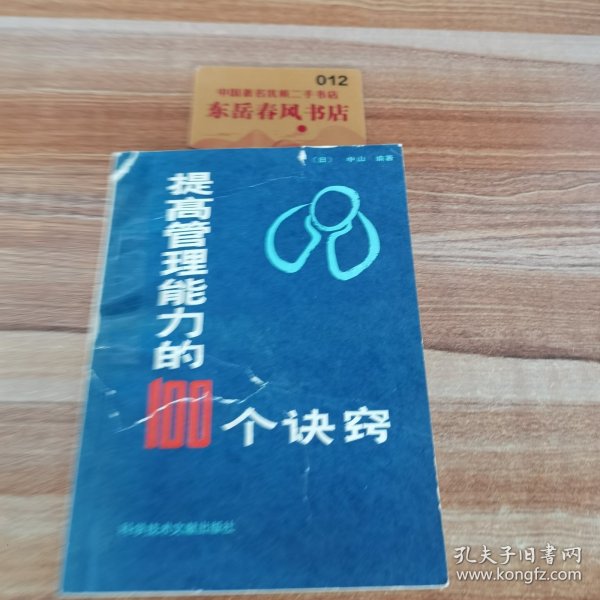 012
中国著名民熊二手书店
东岳春风书店
（日） 中山 编著
提高管理能力的
100个诀窍
科学技术文献出版社
孔夫子旧书网
www.kongfz.com